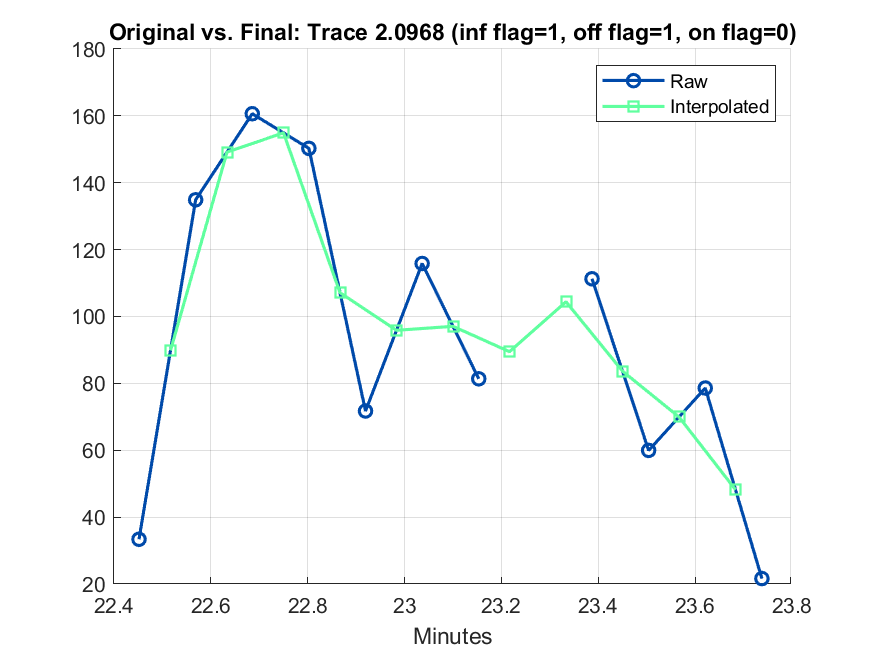 Original vs. Final: Trace 2.0968 (inf flag=1, off flag=1, on flag=0)
180
160
140
120
100
80
60
40
20
Raw
Interpolated
22.4 22.6 22.8 23 23.2 23.4 23.6 23.8
Minutes